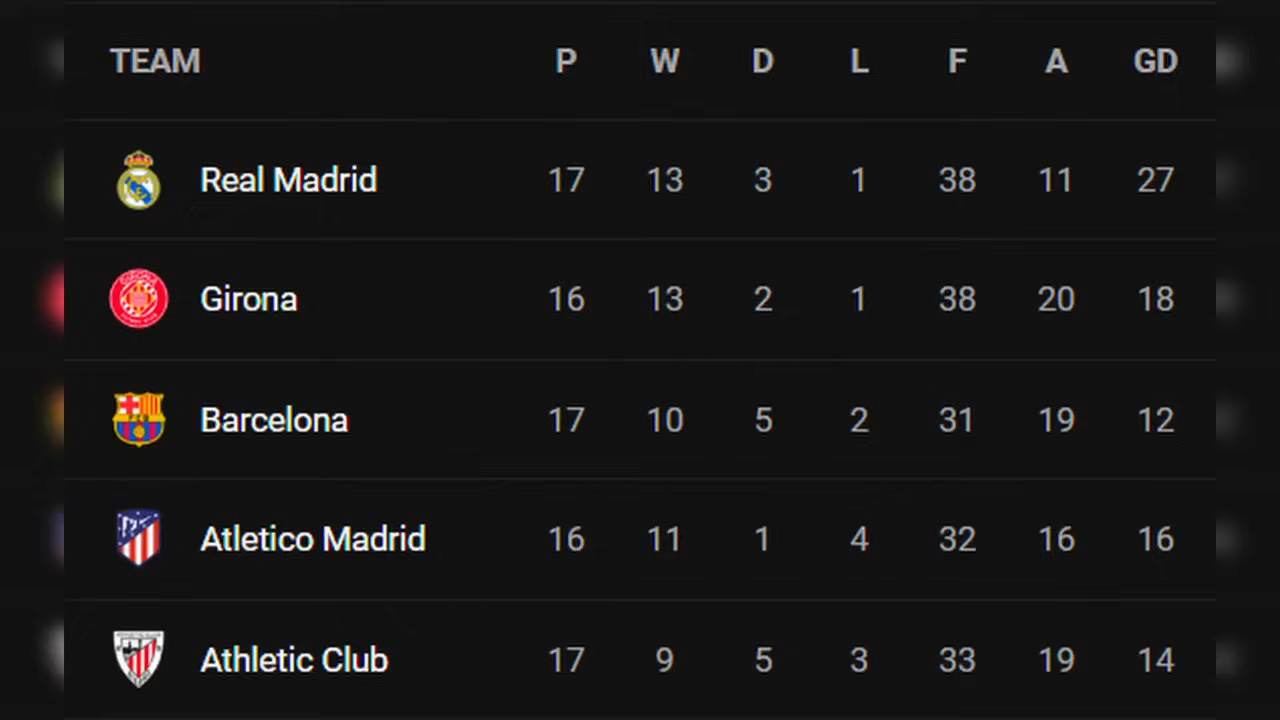 TEAM P W D L F A GD
Real Madrid 17 13 3 1 38 11 27
Girona 16 13 2 1 38 20 18
Barcelona 17 10 5 2 31 19 12
Atletico Madrid 16 11 1 4 32 16 16
Athletic Club 17 9 5 3 33 19 14